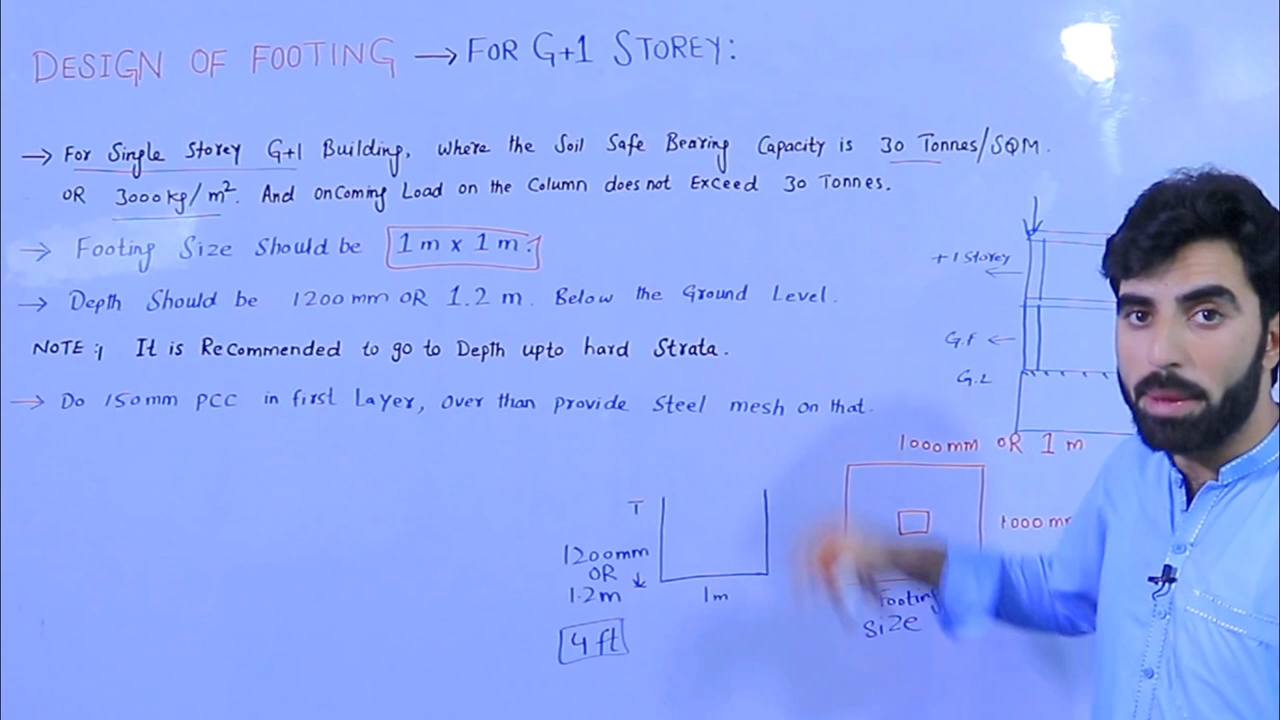 DESIGN OF FOOTING → FOR G+1 STOREY:
→ For Single Storey G+1 Building, where the Soil Safe Bearing Capacity is 30 Tonnes/SQM.
OR 3000kg/m². And onComing Load on the Column does not Exceed 30 Tonnes.
→ Footing Size Should be 1m x 1m.
→ Depth Should be 1200mm OR 1.2 m. Below the Ground Level.
NOTE:- It is Recommended to go to Depth upto hard Strata.
→ Do 150mm PCC in first Layer, over than provide Steel mesh on that.
+1 Storey
G.F
G.L
1000mm OR 1m
1000
1200mm
OR
1.2m
4 ft
1m
Footing
SIZE